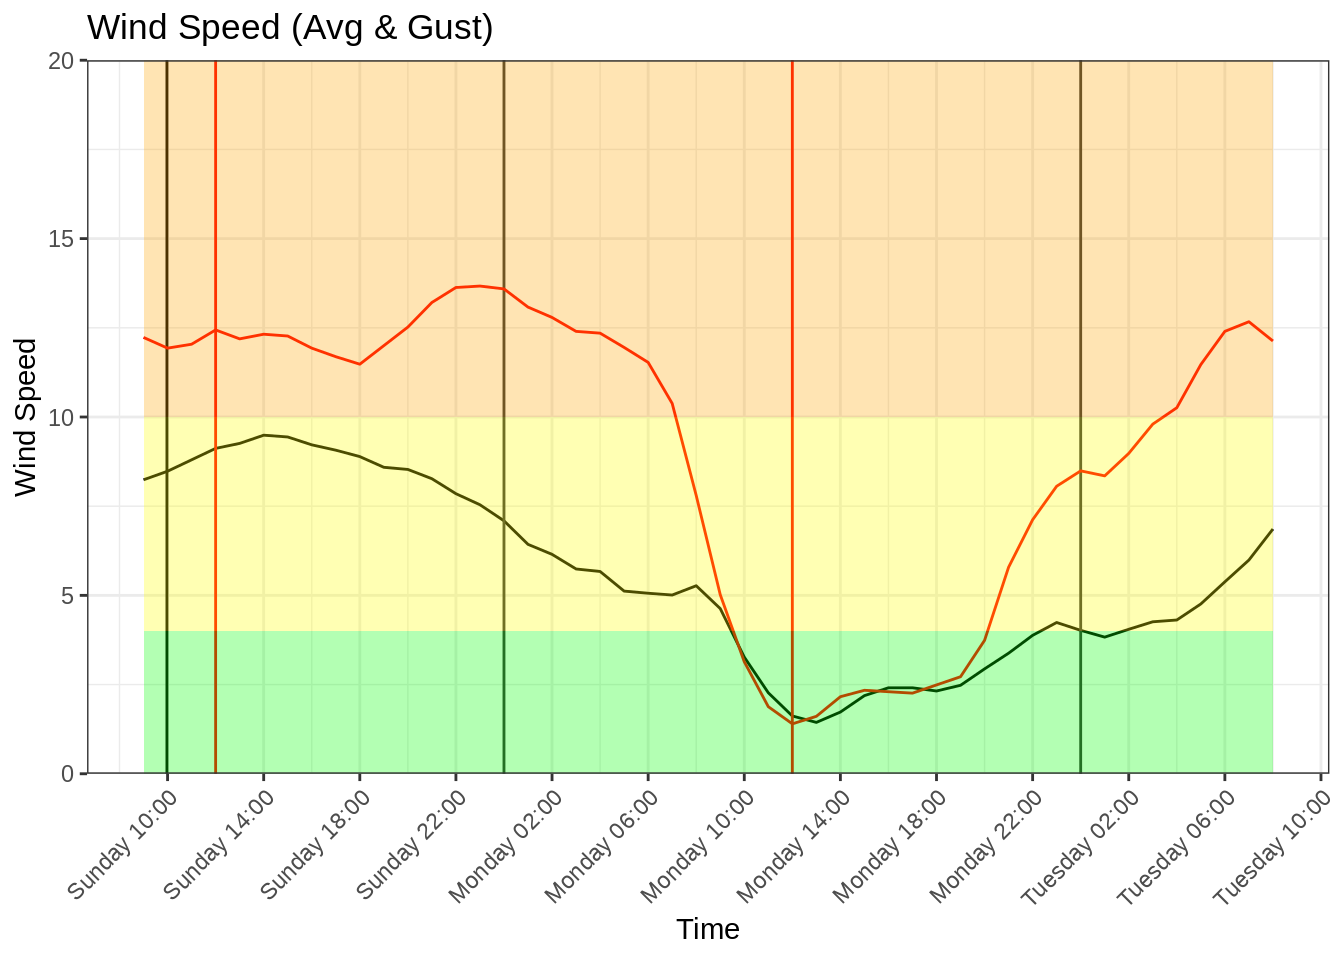 Wind Speed (Avg & Gust)
20
15
10
5
0
Wind Speed
Sunday 10:00
Sunday 14:00
Sunday 18:00
Sunday 22:00
Monday 02:00
Monday 06:00
Monday 10:00
Monday 14:00
Monday 18:00
Monday 22:00
Tuesday 02:00
Tuesday 06:00
Tuesday 10:00
Time